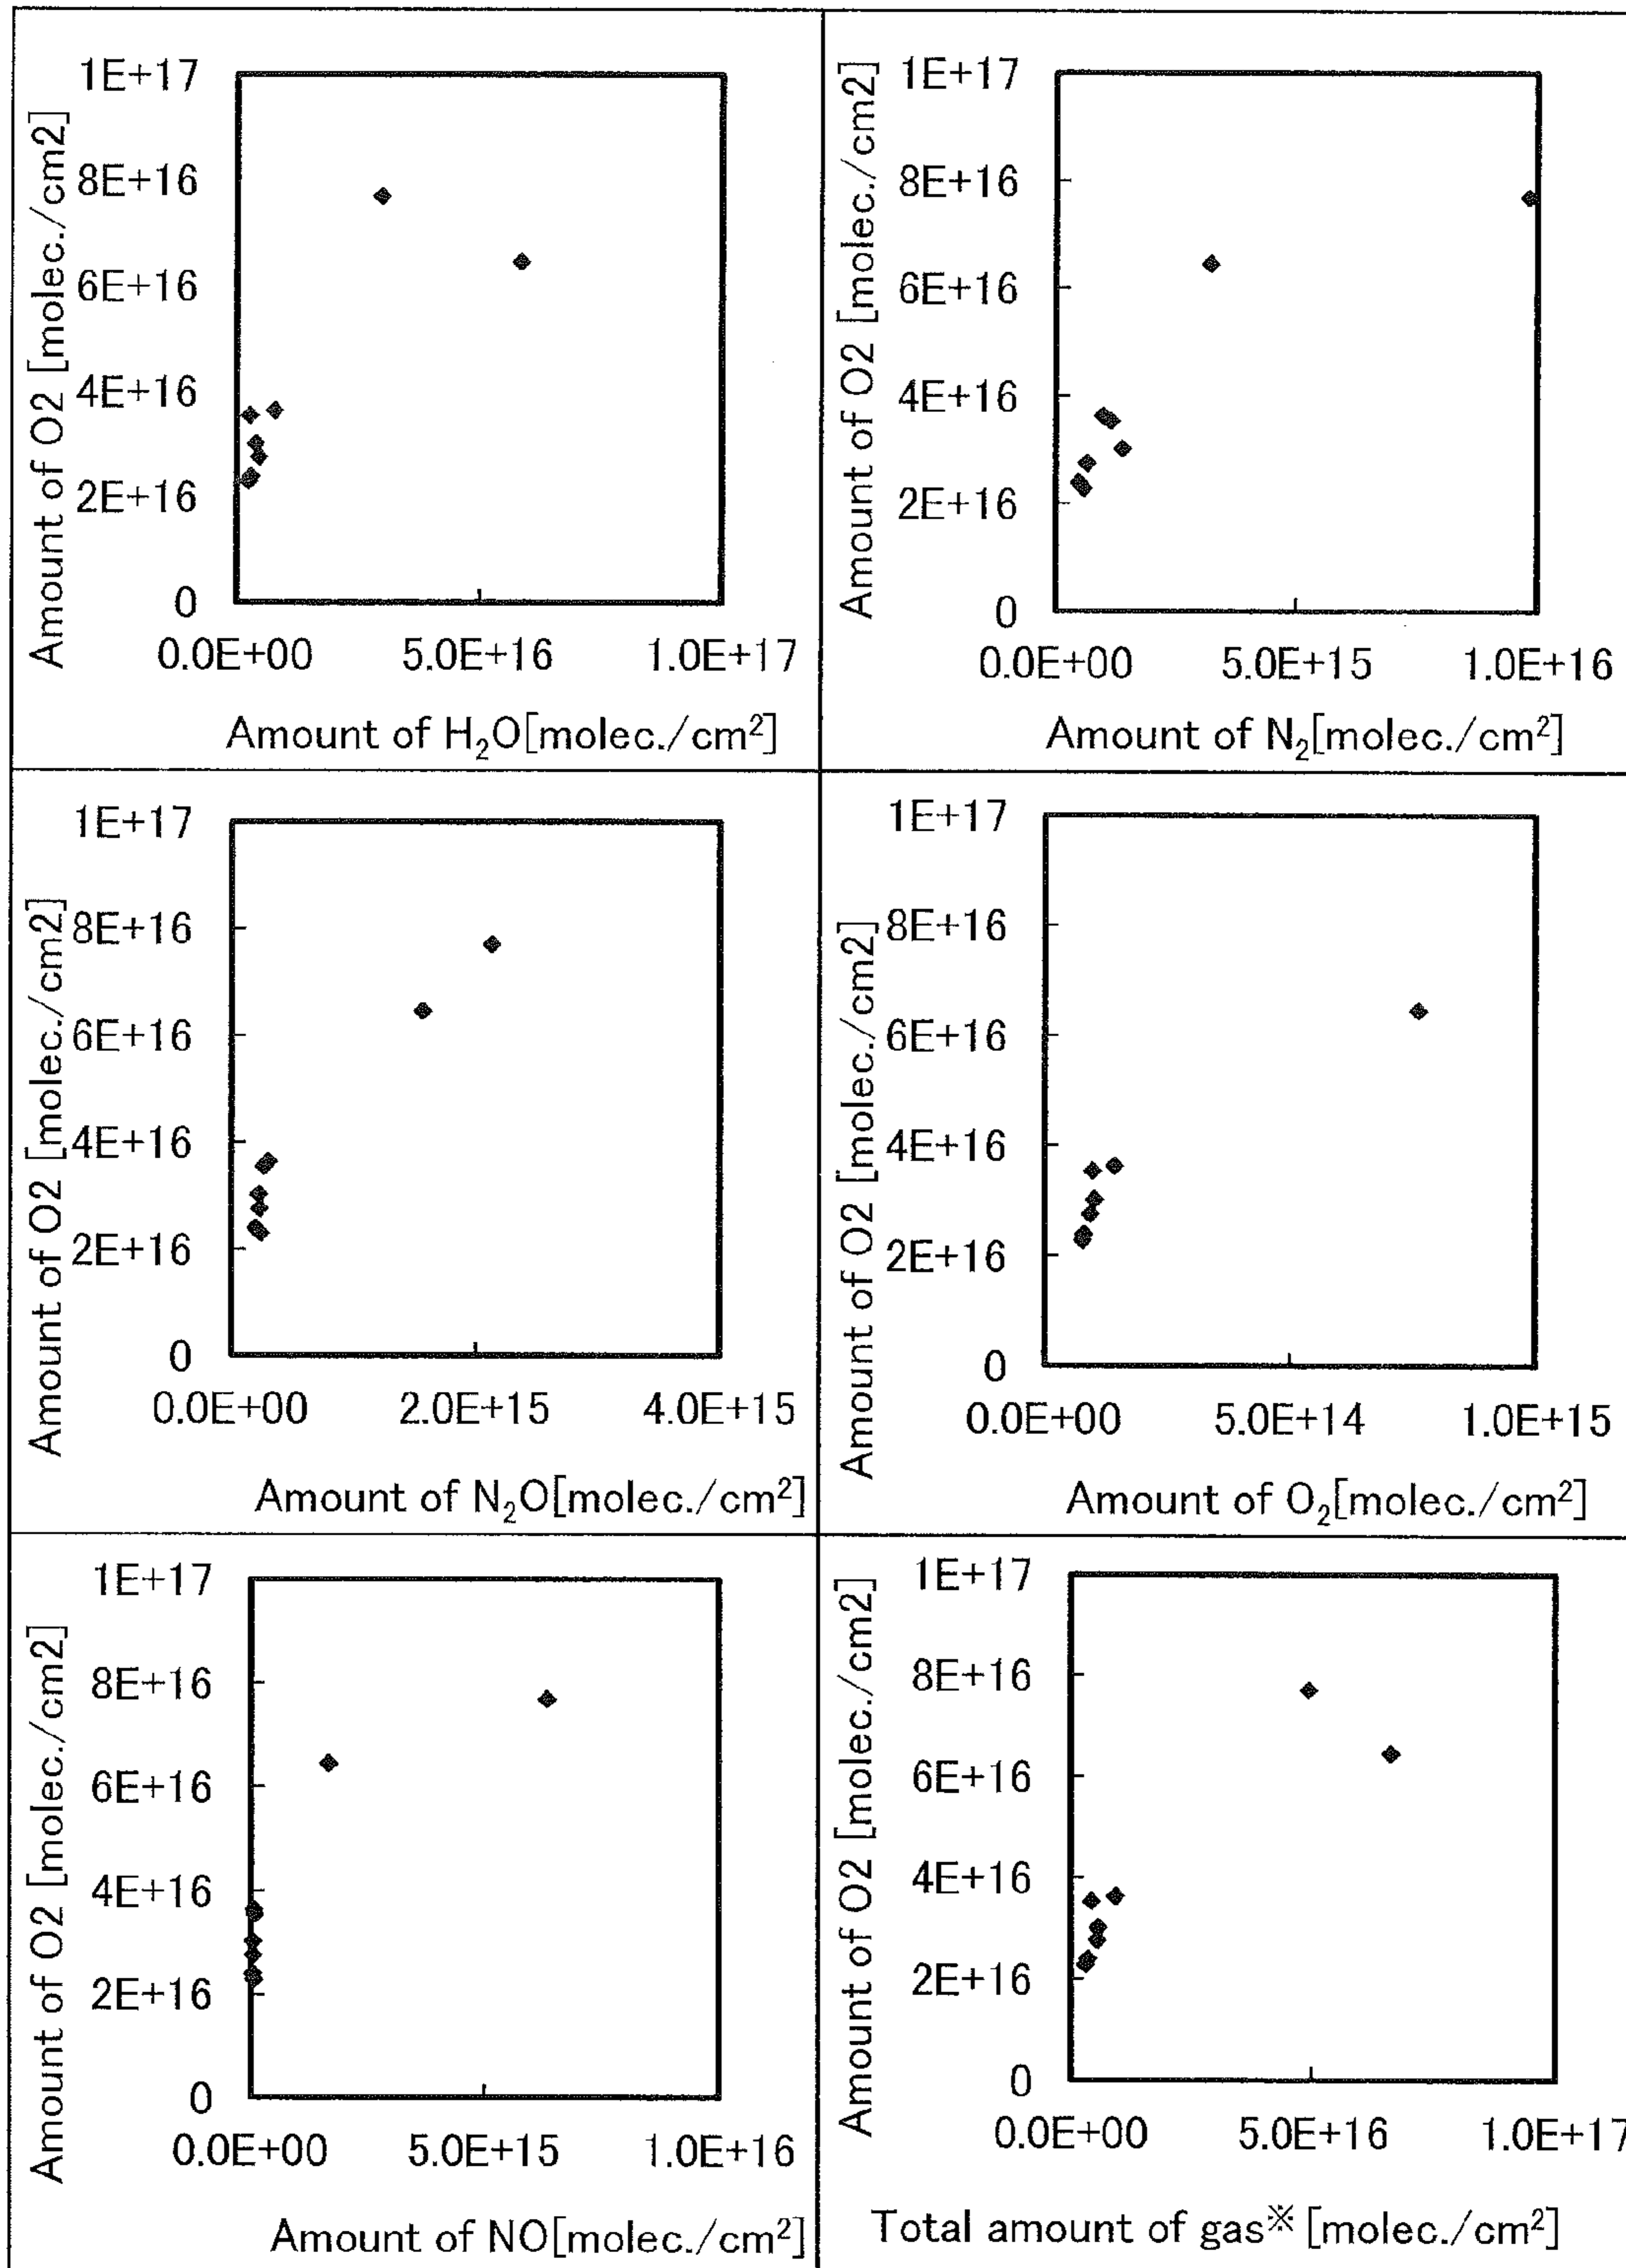 Amount of O2 [molec./cm2]
1E+17
8E+16
6E+16
4E+16
2E+16
0
0.0E+00 5.0E+16 1.0E+17
Amount of H₂O[molec./cm²]
Amount of O2 [molec./cm2]
1E+17
8E+16
6E+16
4E+16
2E+16
0
0.0E+00 5.0E+15 1.0E+16
Amount of N₂[molec./cm²]
Amount of O2 [molec./cm2]
1E+17
8E+16
6E+16
4E+16
2E+16
0
0.0E+00 2.0E+15 4.0E+15
Amount of N₂O[molec./cm²]
Amount of O2 [molec./cm2]
1E+17
8E+16
6E+16
4E+16
2E+16
0
0.0E+00 5.0E+14 1.0E+15
Amount of O₂[molec./cm²]
Amount of O2 [molec./cm2]
1E+17
8E+16
6E+16
4E+16
2E+16
0
0.0E+00 5.0E+15 1.0E+16
Amount of NO[molec./cm²]
Amount of O2 [molec./cm2]
1E+17
8E+16
6E+16
4E+16
2E+16
0
0.0E+00 5.0E+16 1.0E+17
Total amount of gas※ [molec./cm²]